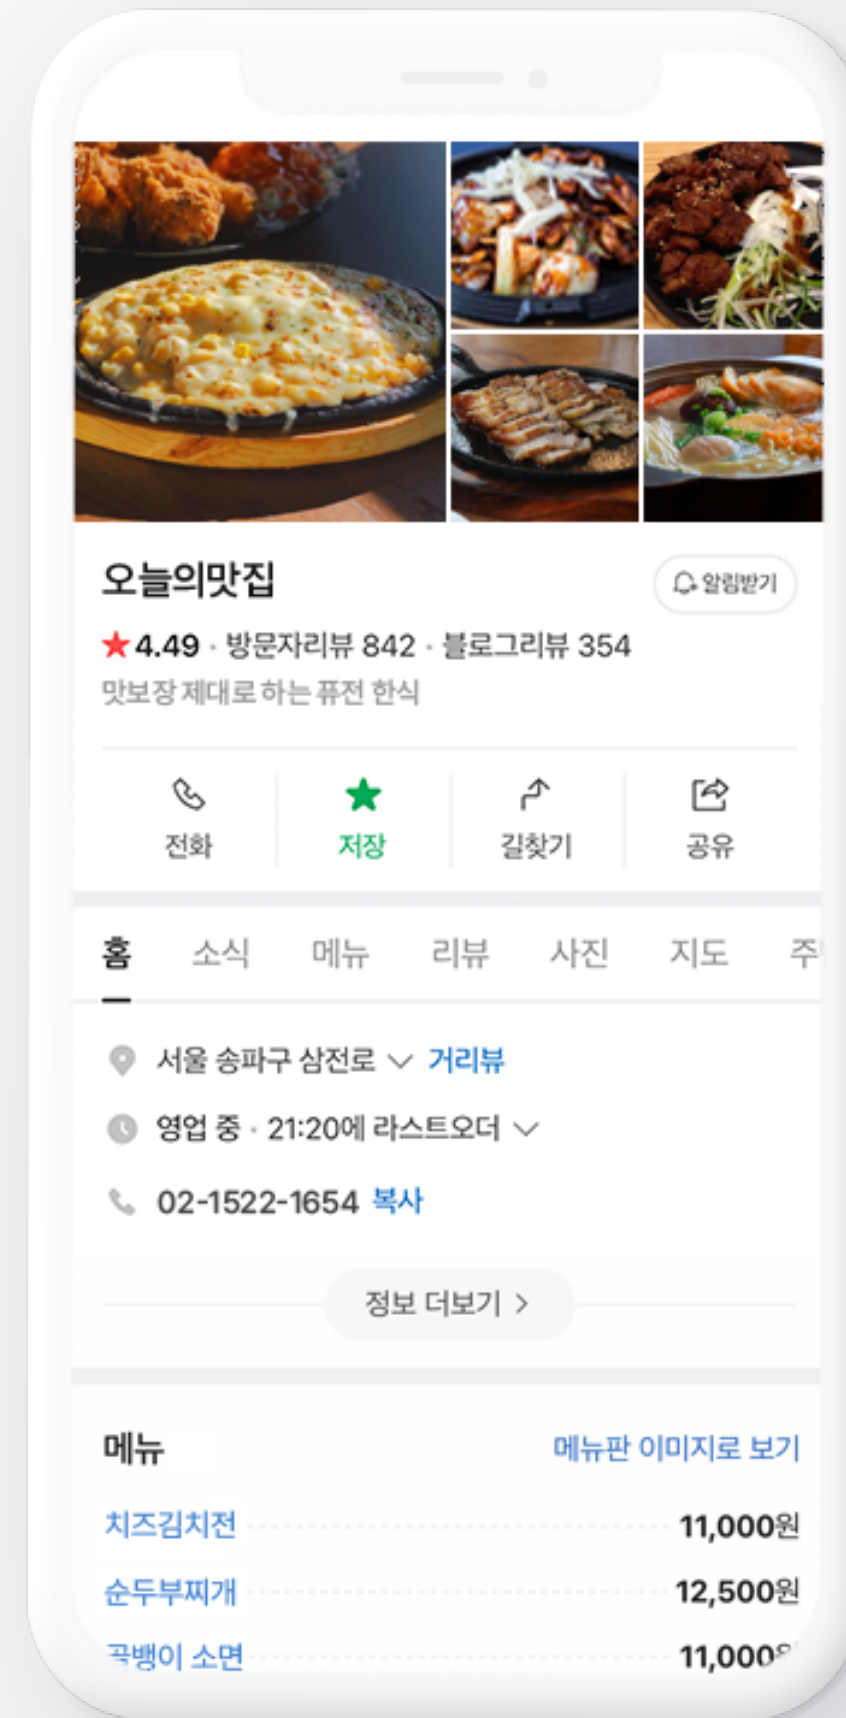 오늘의맛집
알림받기
4.49 · 방문자리뷰 842 · 블로그리뷰 354
맛보장 제대로 하는 퓨전 한식
전화 저장 길찾기 공유
홈 소식 메뉴 리뷰 사진 지도
서울 송파구 삼전로 거리뷰
영업 중 · 21:20에 라스트오더
02-1522-1654 복사
정보 더보기 >
메뉴 메뉴판 이미지로 보기
치즈김치전 11,000원
순두부찌개 12,500원
골뱅이 소면 11,000원